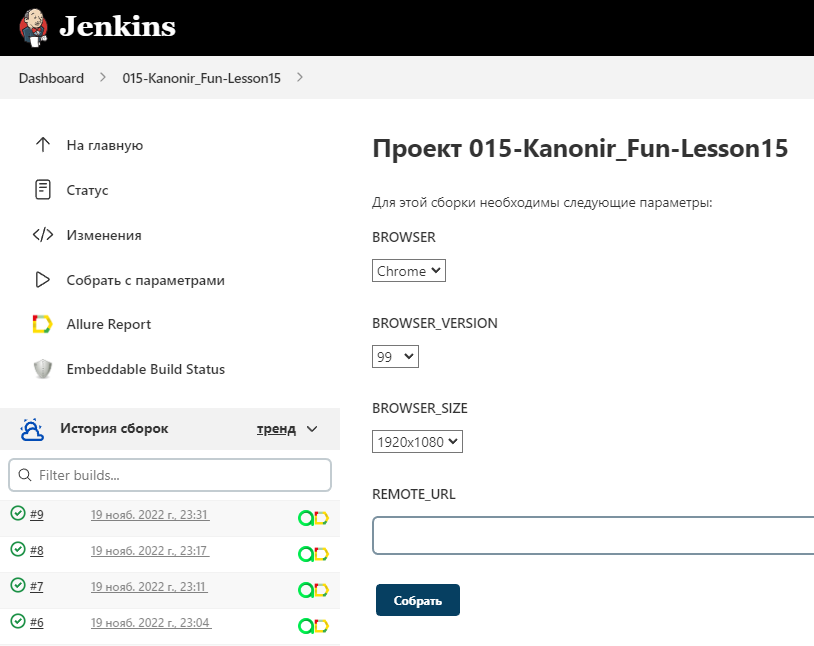 Jenkins
Dashboard
015-Kanonir_Fun-Lesson15
На главную
Статус
Изменения
Собрать с параметрами
Allure Report
Embeddable Build Status
История сборок
тренд
Filter builds...
#9 19 нояб. 2022 г., 23:31
#8 19 нояб. 2022 г., 23:17
#7 19 нояб. 2022 г., 23:11
#6 19 нояб. 2022 г., 23:04
Проект 015-Kanonir_Fun-Lesson15
Для этой сборки необходимы следующие параметры:
BROWSER
Chrome
BROWSER_VERSION
99
BROWSER_SIZE
1920x1080
REMOTE_URL
Собрать